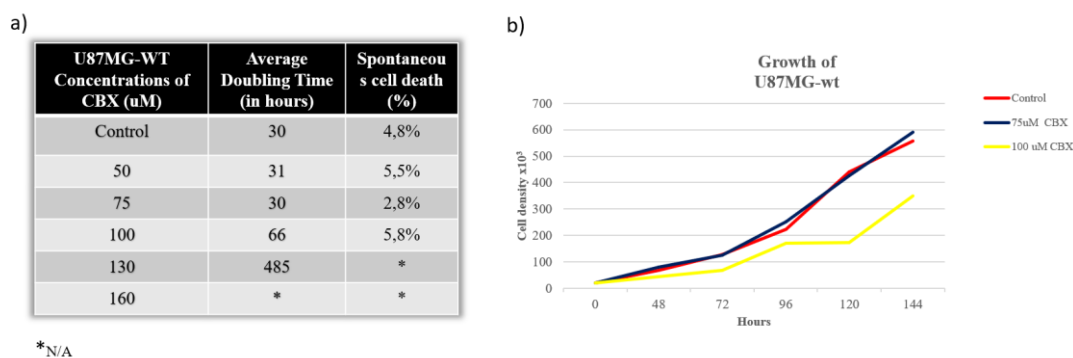 a)
U87MG-WT
Concentrations of
CBX (uM)
Average
Doubling Time
(in hours)
Spontaneou
s cell death
(%)
Control 30 4,8%
50 31 5,5%
75 30 2,8%
100 66 5,8%
130 485 *
160 * *
*N/A
b)
Growth of
U87MG-wt
Cell density x10³
700
600
500
400
300
200
100
0
0 48 72 96 120 144
Hours
Control
75uM CBX
100 uM CBX